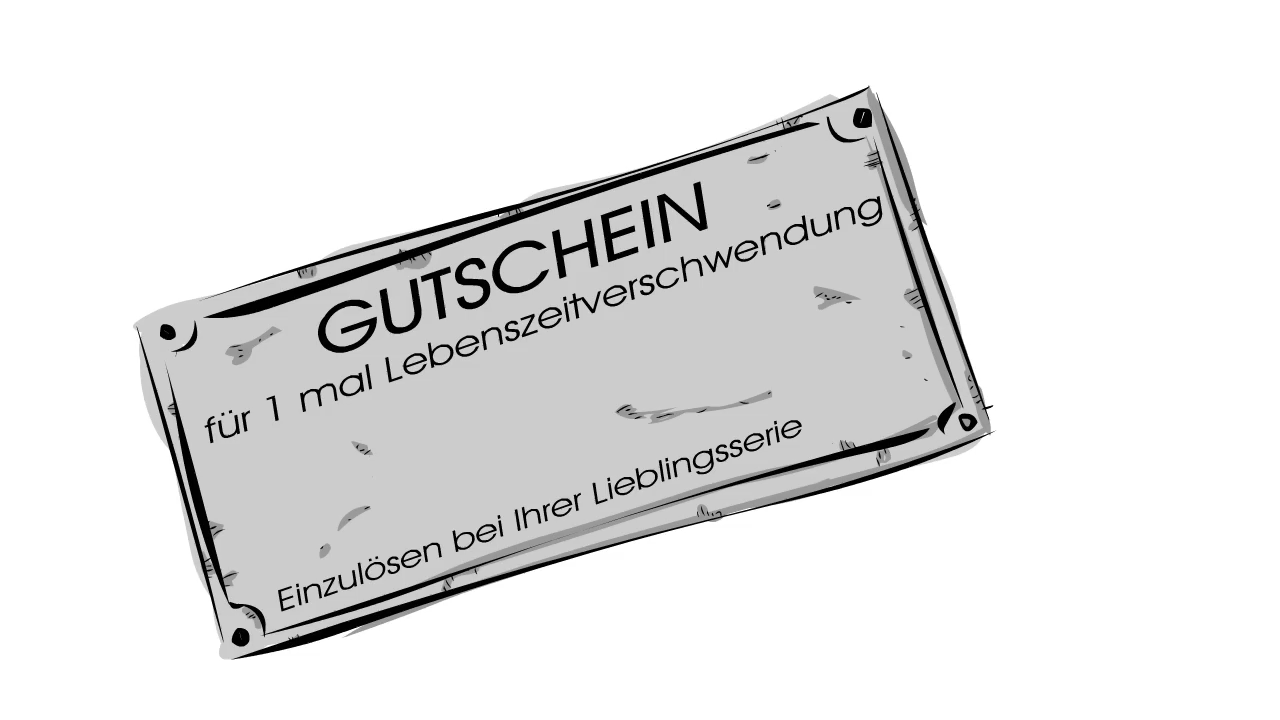 GUTSCHEIN
für 1 mal Lebenszeitverschwendung
Einzulösen bei Ihrer Lieblingsserie